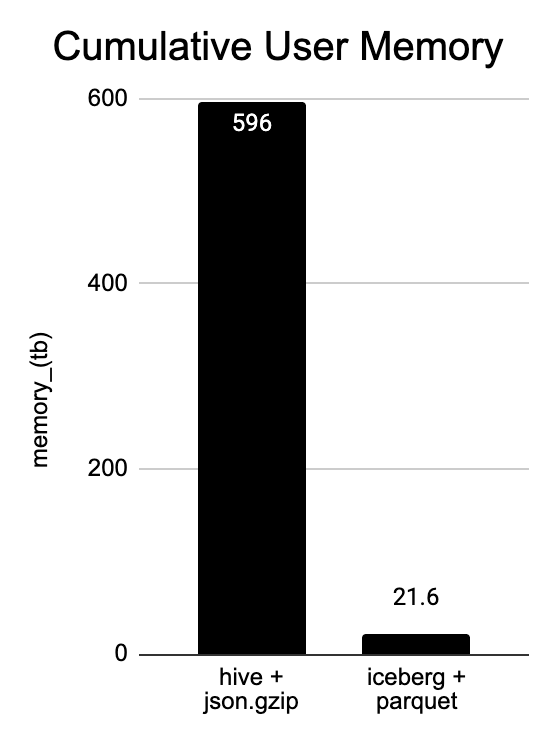 Cumulative User Memory
600
596
400
memory_(tb)
200
21.6
0
hive +
json.gzip
iceberg +
parquet